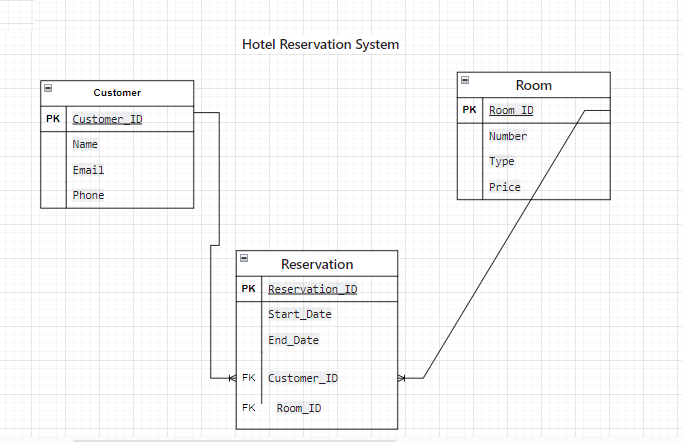 Hotel Reservation System
Customer
PK Customer_ID
Name
Email
Phone
Room
PK Room_ID
Number
Type
Price
Reservation
PK Reservation_ID
Start_Date
End_Date
FK Customer_ID
FK Room_ID